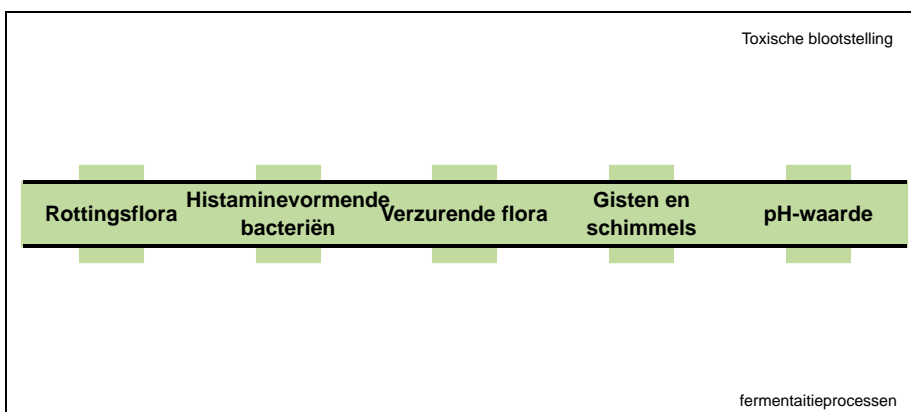 Toxische blootstelling
Rottingsflora
Histaminevormende
bacteriën
Verzurende flora
Gisten en
schimmels
pH-waarde
fermentaitieprocessen